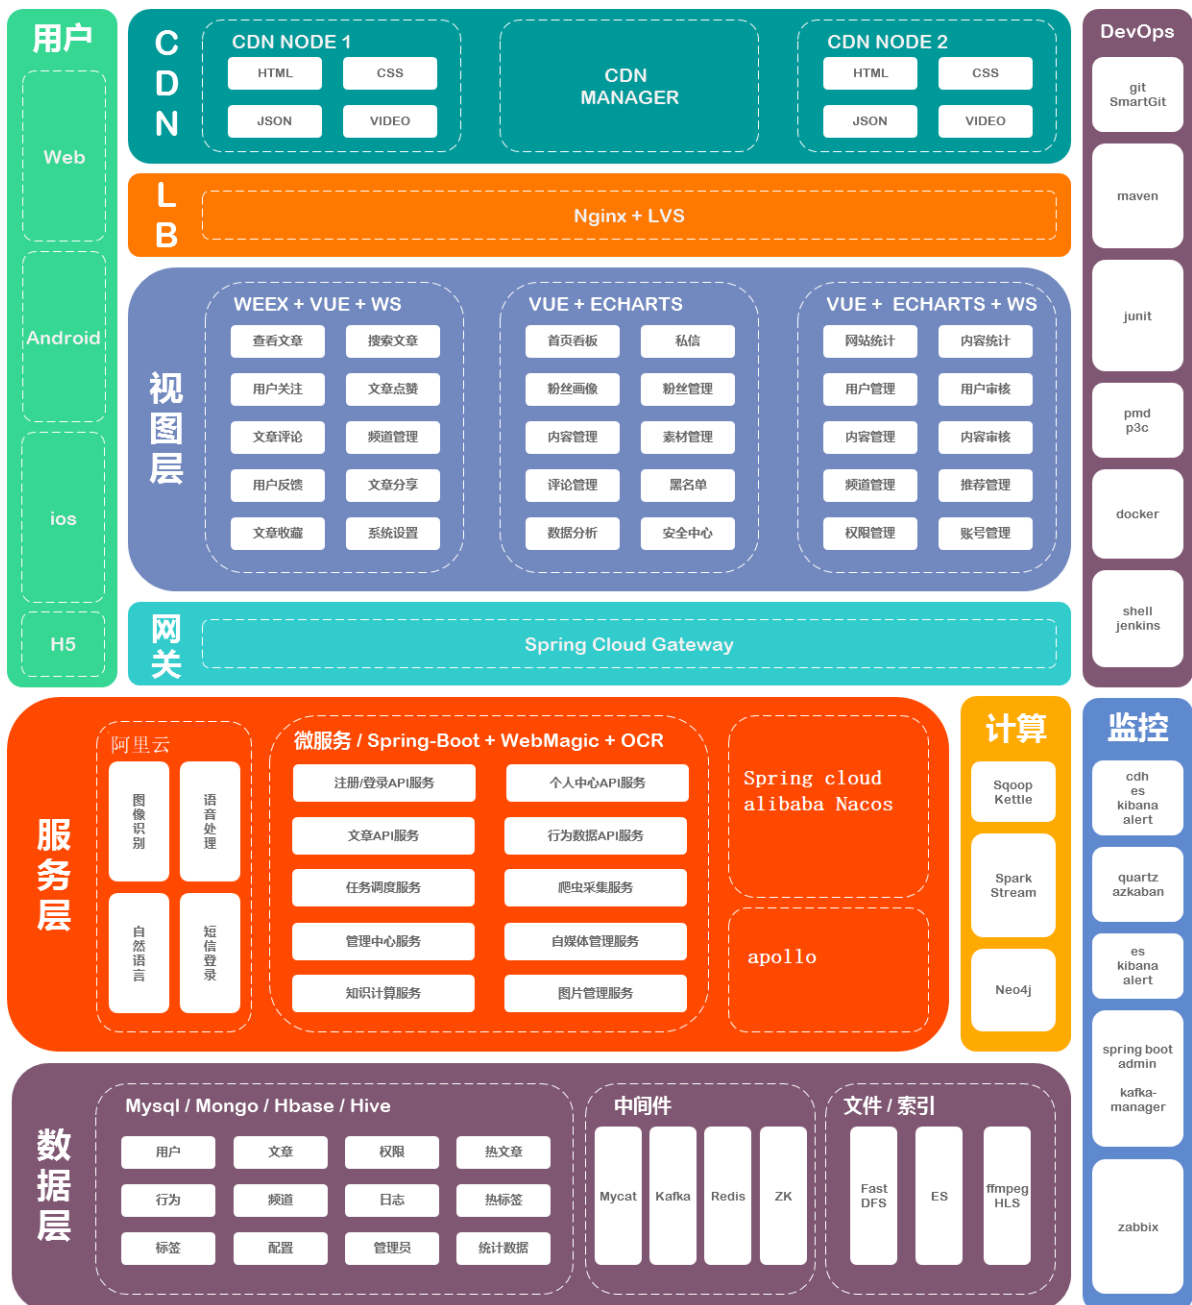 用户
Web
Android
ios
H5
C
D
N
CDN NODE 1
HTML
CSS
JSON
VIDEO
CDN
MANAGER
CDN NODE 2
HTML
CSS
JSON
VIDEO
L
B
Nginx + LVS
视
图
层
WEEX + VUE + WS
查看文章
搜索文章
用户关注
文章点赞
文章评论
频道管理
用户反馈
文章分享
文章收藏
系统设置
VUE + ECHARTS
首页看板
私信
粉丝画像
粉丝管理
内容管理
素材管理
评论管理
黑名单
数据分析
安全中心
VUE + ECHARTS + WS
网站统计
内容统计
用户管理
用户审核
内容管理
内容审核
频道管理
推荐管理
权限管理
账号管理
网
关
Spring Cloud Gateway
DevOps
git
SmartGit
maven
junit
pmd
p3c
docker
shell
jenkins
服
务
层
阿里云
图
像
识
别
语
音
处
理
自
然
语
言
短
信
登
录
微服务 / Spring-Boot + WebMagic + OCR
注册/登录API服务
个人中心API服务
文章API服务
行为数据API服务
任务调度服务
爬虫采集服务
管理中心服务
自媒体管理服务
知识计算服务
图片管理服务
Spring cloud
alibaba Nacos
apollo
计算
Sqoop
Kettle
Spark
Stream
Neo4j
监控
cdh
es
kibana
alert
quartz
azkaban
es
kibana
alert
spring boot
admin
kafka-
manager
zabbix
数
据
层
Mysql / Mongo / Hbase / Hive
用户
文章
权限
热文章
行为
频道
日志
热标签
标签
配置
管理员
统计数据
中间件
Mycat
Kafka
Redis
ZK
文件 / 索引
Fast
DFS
ES
ffmpeg
HLS